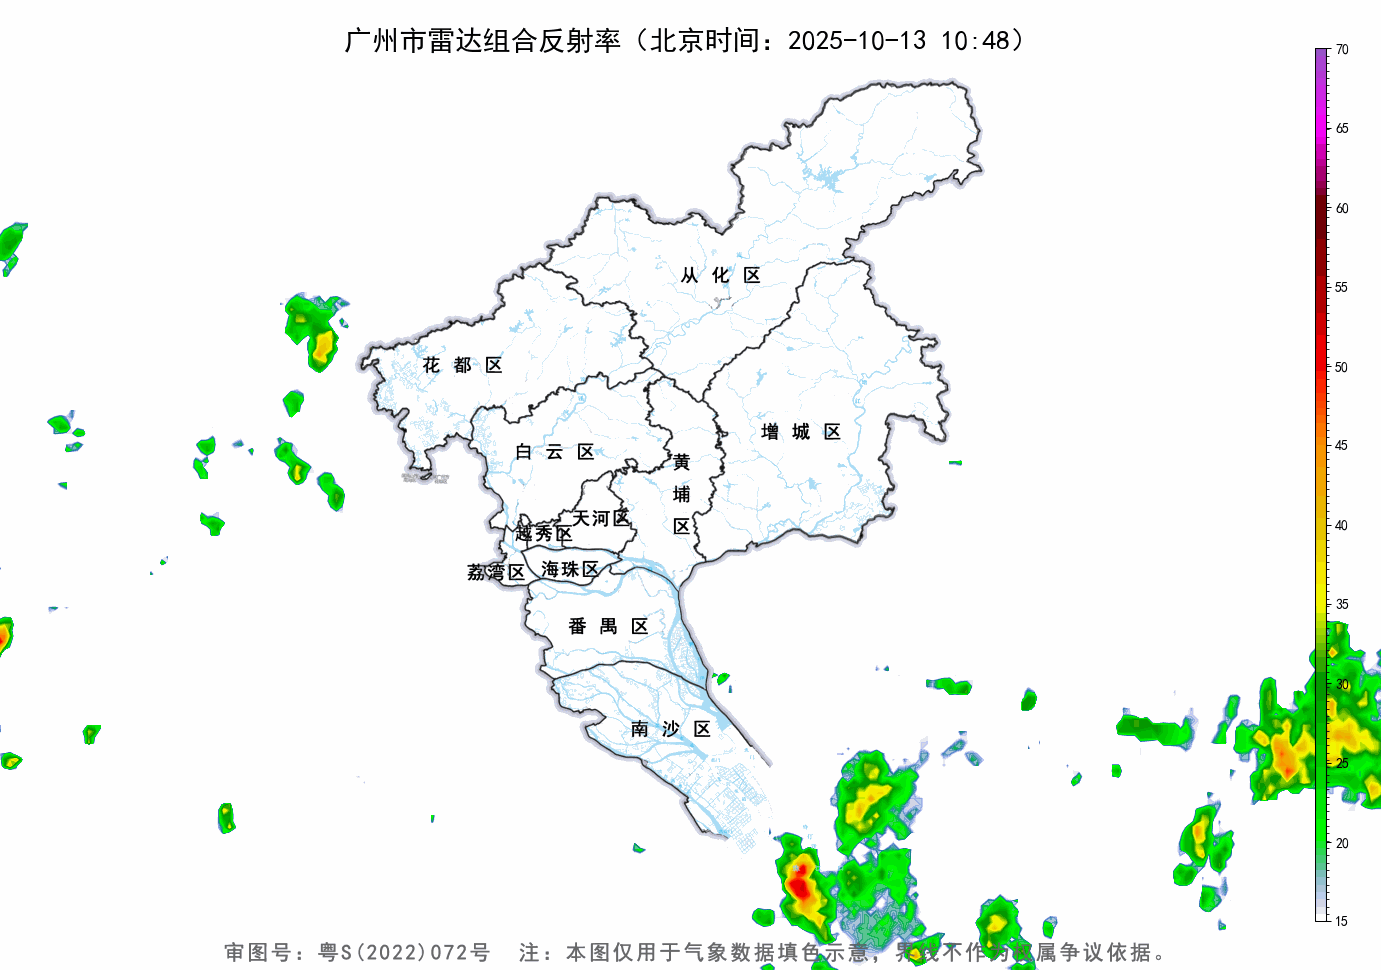 广州市雷达组合反射率（北京时间：2025-10-13 10:48）
70
65
60
55
50
45
40
35
30
25
20
15
从化区
花都区
增城区
白云区
黄埔区
天河区
越秀区
荔湾区
海珠区
番禺区
南沙区
审图号：粤S(2022)072号 注：本图仅用于气象数据填色示意，界线不作为权属争议依据。